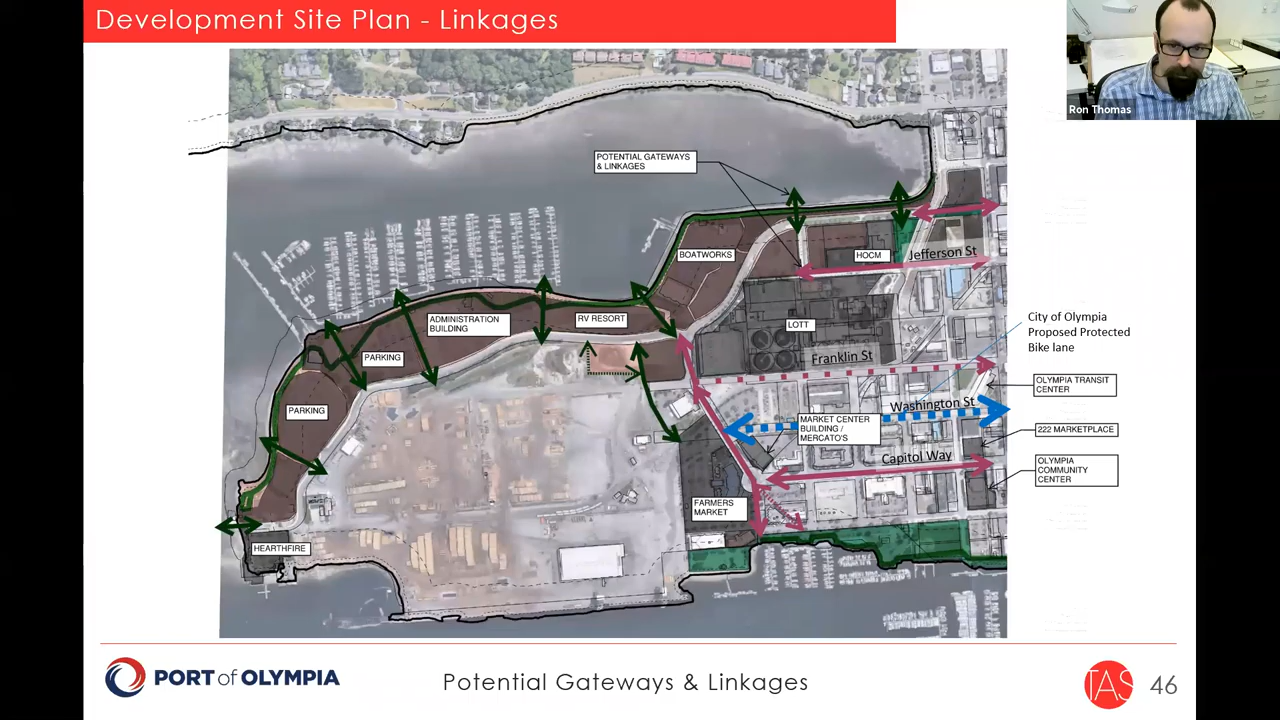 Development Site Plan - Linkages
Ron Thomas
POTENTIAL GATEWAYS
& LINKAGES
BOATWORKS
HOCM
Jefferson St
ADMINISTRATION
BUILDING
RV RESORT
LOTT
City of Olympia
Proposed Protected
Bike lane
PARKING
Franklin St
OLYMPIA TRANSIT
CENTER
PARKING
Washington St
MARKET CENTER
BUILDING /
MERCATO'S
222 MARKETPLACE
Capitol Way
OLYMPIA
COMMUNITY
CENTER
FARMERS
MARKET
HEARTHFIRE
PORT of OLYMPIA
Potential Gateways & Linkages
TAS
46